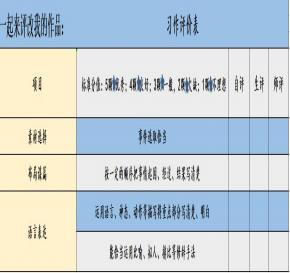 一起来评改我的作品：
习作评价表
项目
标准分值：5颗优秀；4颗良好；3颗一般，2颗欠缺；1颗不理想
自评
生评
师评
素材选择
事件选取恰当
布局谋篇
按一定的顺序把事情起因、经过、结果写清楚
语言表达
运用语言、神态、动作等描写将重点部分写清楚、明白
能恰当运用比喻、拟人、排比等修辞手法